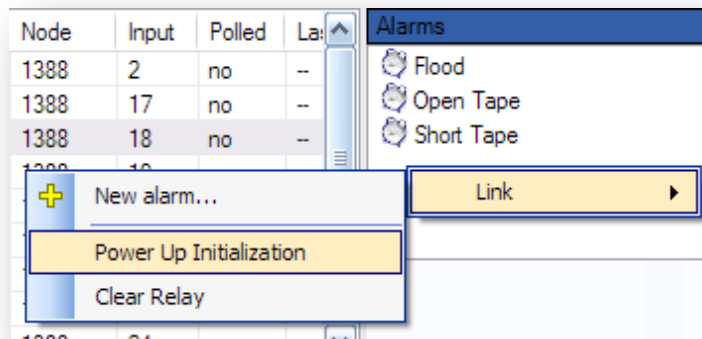 Node Input Polled
1388 2 no --
1388 17 no --
1388 18 no --
Alarms
Flood
Open Tape
Short Tape
Link
New alarm...
Power Up Initialization
Clear Relay